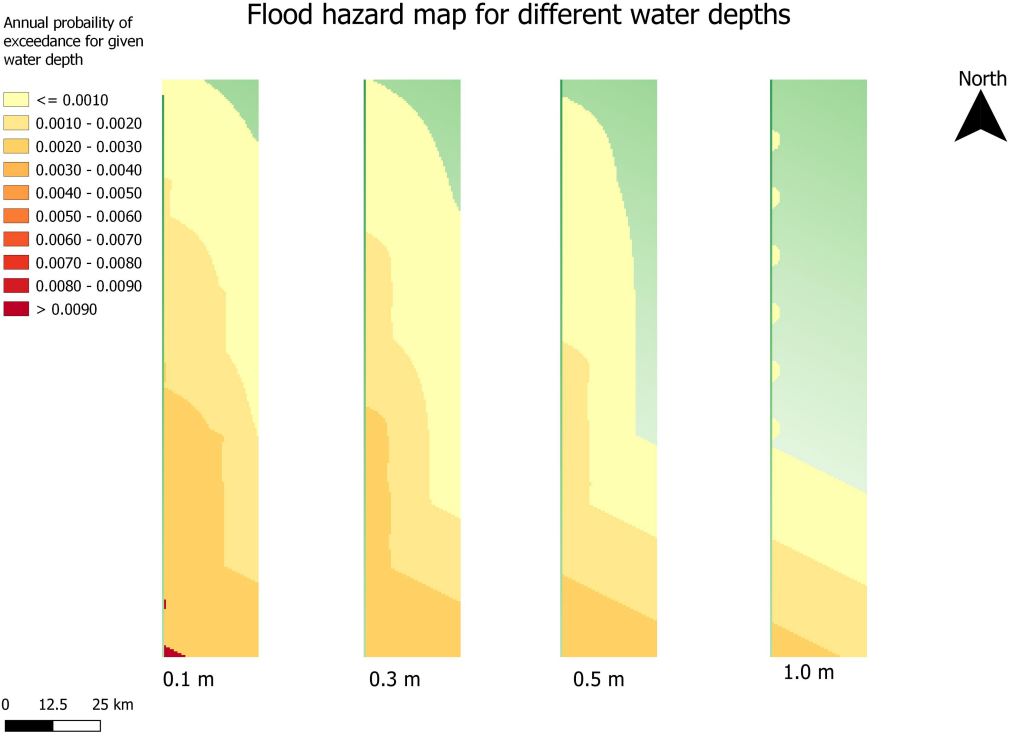 Flood hazard map for different water depths
Annual probaility of
exceedance for given
water depth
<= 0.0010
0.0010 - 0.0020
0.0020 - 0.0030
0.0030 - 0.0040
0.0040 - 0.0050
0.0050 - 0.0060
0.0060 - 0.0070
0.0070 - 0.0080
0.0080 - 0.0090
> 0.0090
North
0.1 m
0.3 m
0.5 m
1.0 m
0 12.5 25 km